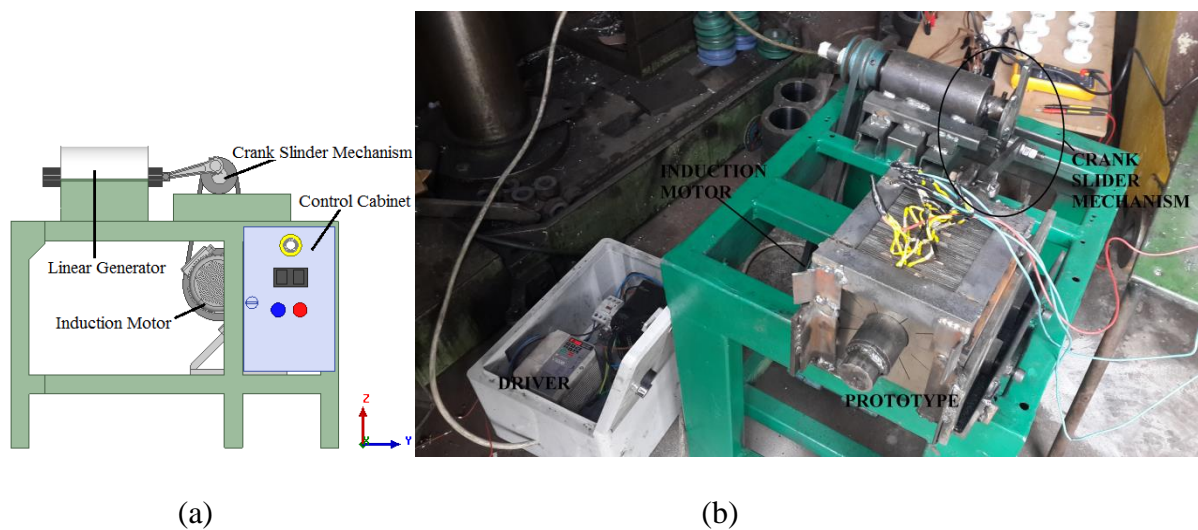 Crank Slinder Mechanism
Control Cabinet
Linear Generator
Induction Motor
Z
X
Y
INDUCTION
MOTOR
CRANK
SLIDER
MECHANISM
DRIVER
PROTOTYPE
(a)
(b)